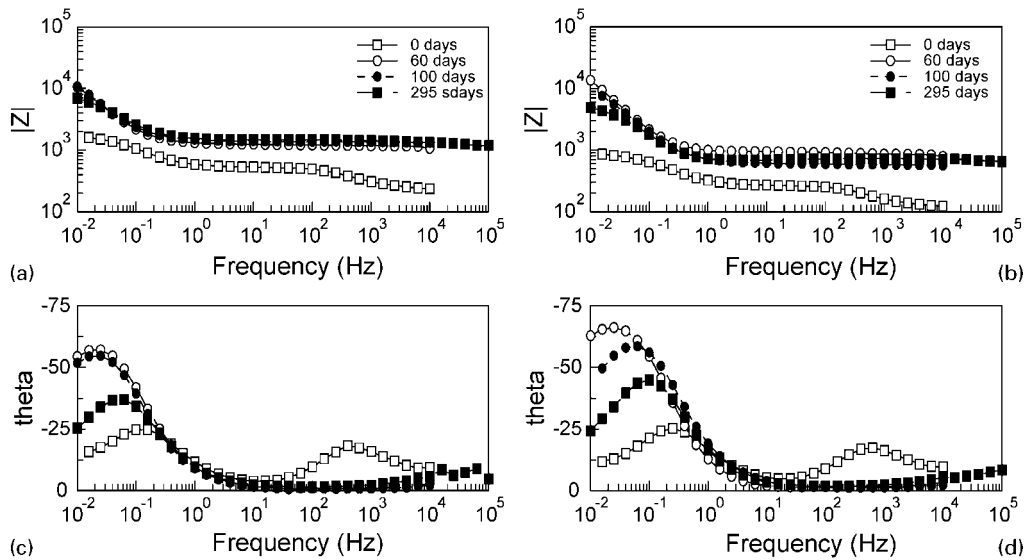 10^5
10^4
10^3
10^2
|Z|
0 days
60 days
100 days
295 sdays
10^-2 10^-1 10^0 10^1 10^2 10^3 10^4 10^5
Frequency (Hz)
(a)
10^5
10^4
10^3
10^2
|Z|
0 days
60 days
100 days
295 days
10^-2 10^-1 10^0 10^1 10^2 10^3 10^4 10^5
Frequency (Hz)
(b)
-75
-50
-25
0
theta
10^-2 10^-1 10^0 10^1 10^2 10^3 10^4 10^5
Frequency (Hz)
(c)
-75
-50
-25
0
theta
10^-2 10^-1 10^0 10^1 10^2 10^3 10^4 10^5
Frequency (Hz)
(d)